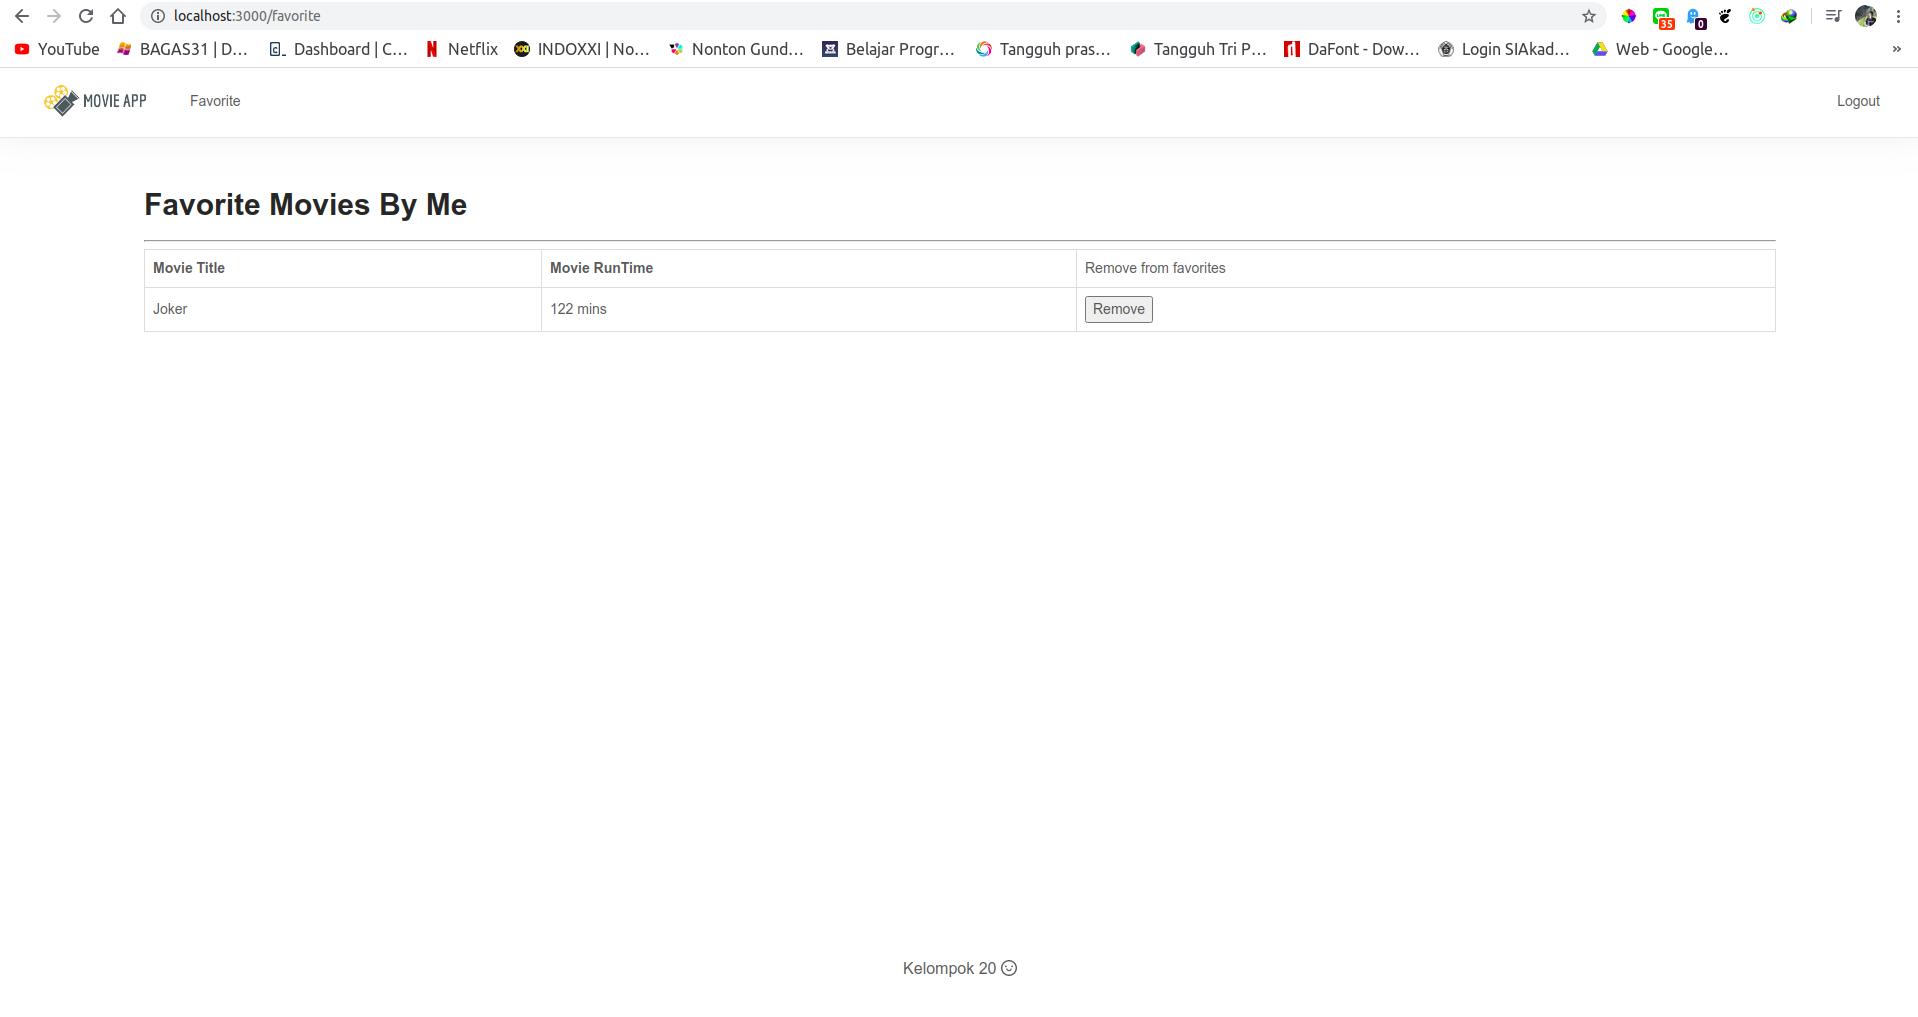 localhost:3000/favorite
YouTube BAGAS31 | D... Dashboard | C... Netflix INDOXXI | No... Nonton Gund... Belajar Progr... Tangguh pras... Tangguh Tri P... DaFont - Dow... Login SIAkad... Web - Google... »
35
0
MOVIE APP Favorite Logout
Favorite Movies By Me
Movie Title Movie RunTime Remove from favorites
Joker 122 mins Remove
Kelompok 20